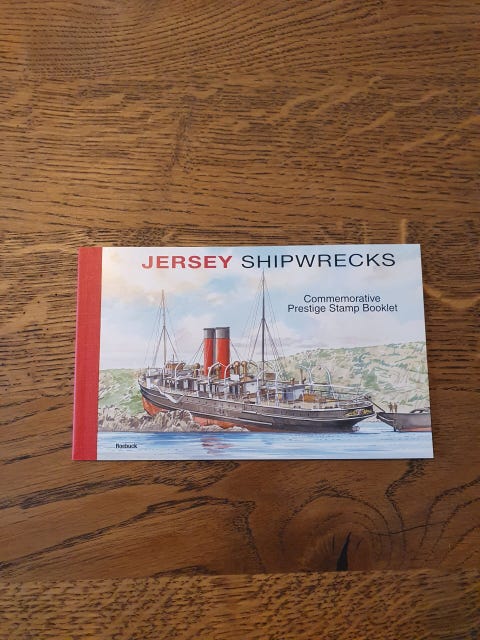 JERSEY SHIPWRECKS
Commemorative
Prestige Stamp Booklet
Roebuck